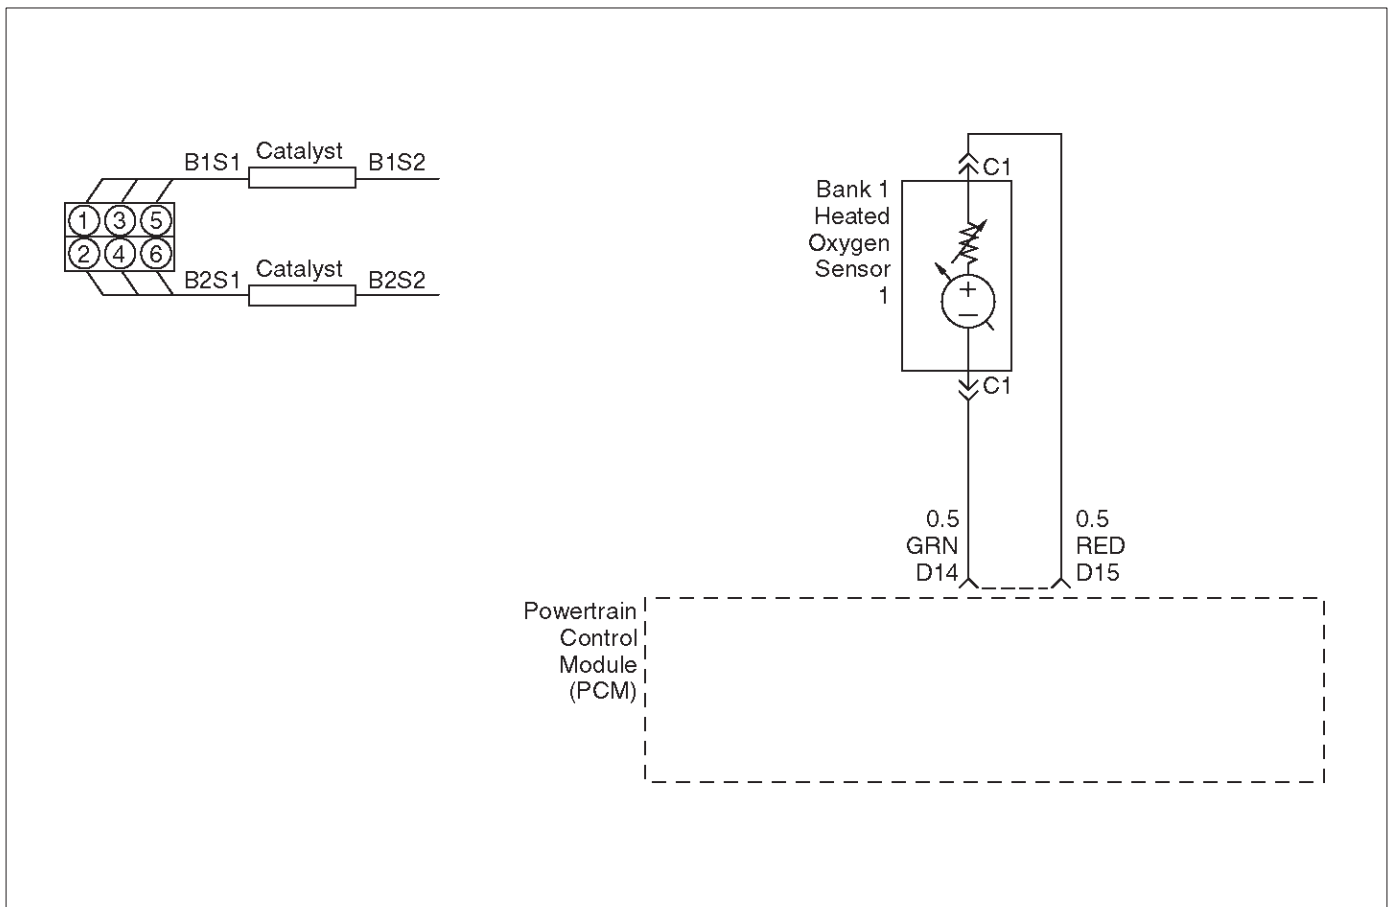 B1S1 Catalyst B1S2
1 3 5
2 4 6
B2S1 Catalyst B2S2
C1
Bank 1
Heated
Oxygen
Sensor
1
+
−
C1
0.5
GRN
D14
0.5
RED
D15
Powertrain
Control
Module
(PCM)